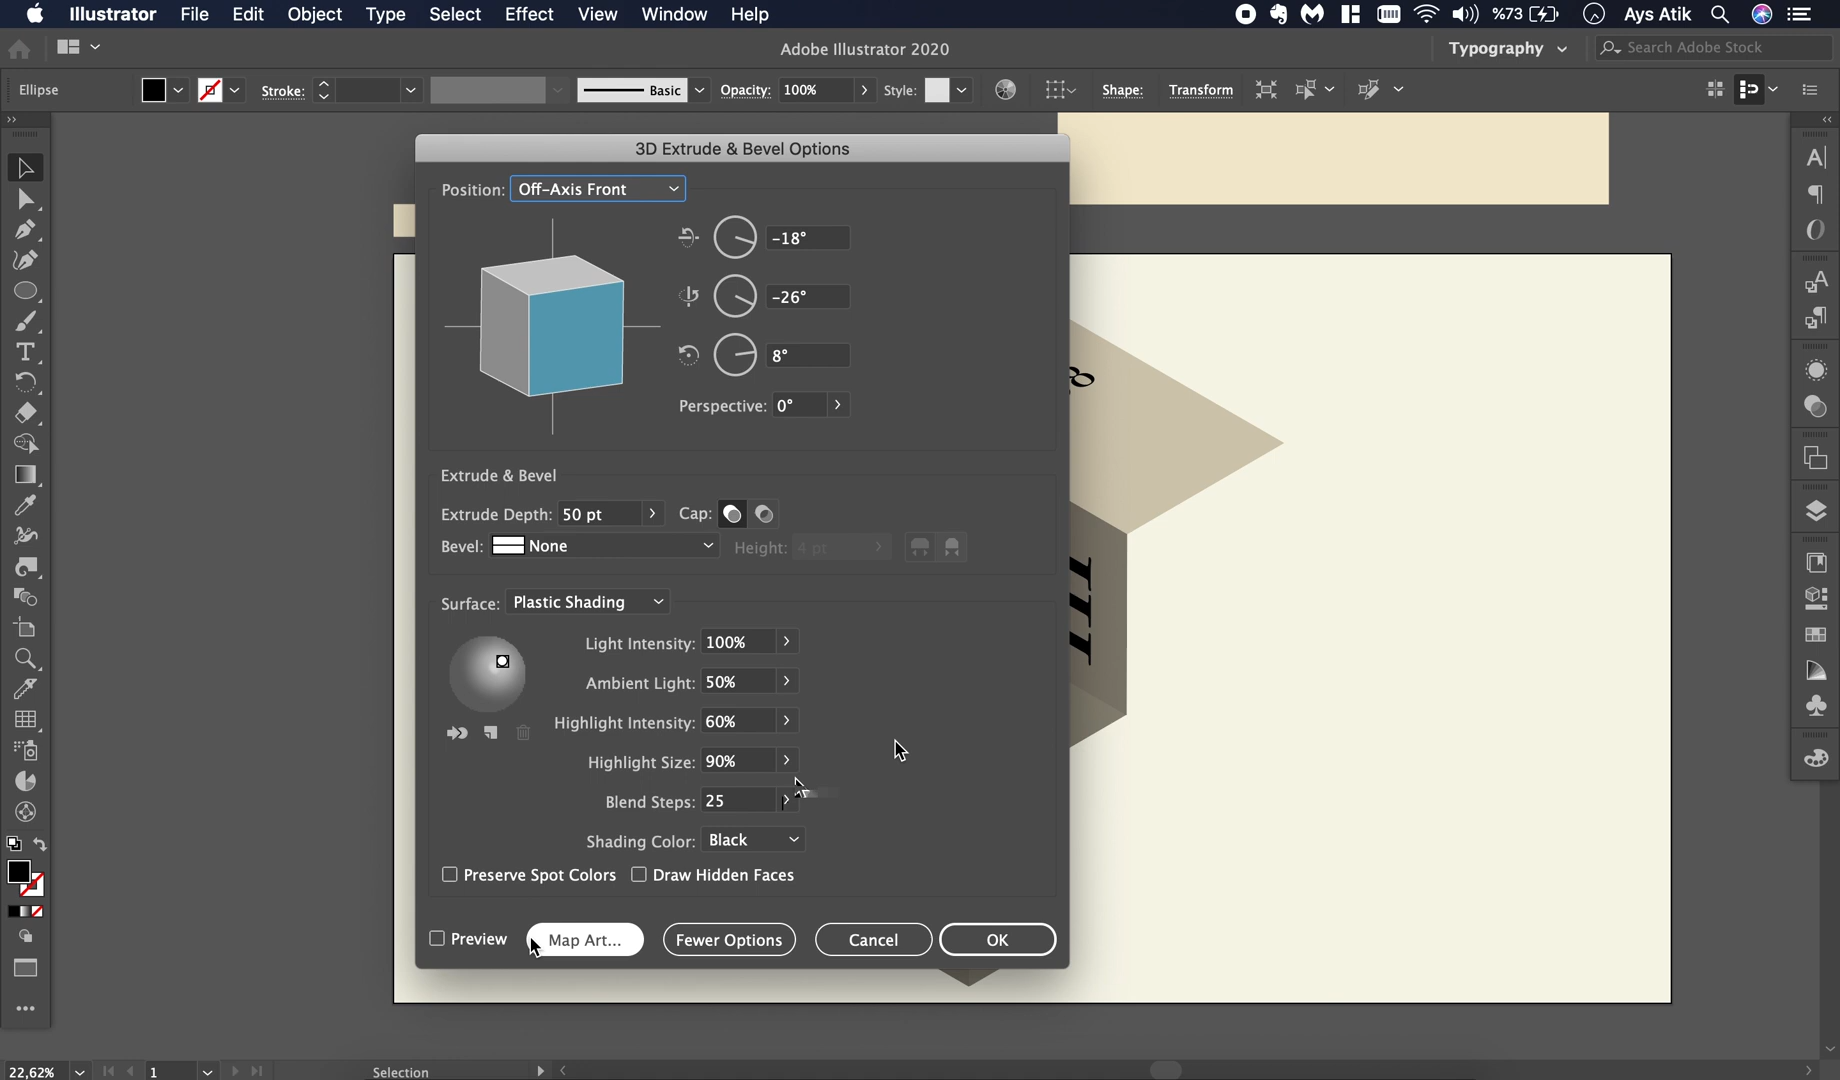 Illustrator File Edit Object Type Select Effect View Window Help %73 Ays Atik
Adobe Illustrator 2020 Typography Search Adobe Stock
Ellipse Stroke: Basic Opacity: 100% Style: Shape: Transform
3D Extrude & Bevel Options
Position: Off-Axis Front
-18°
-26°
8°
Perspective: 0°
Extrude & Bevel
Extrude Depth: 50 pt Cap:
Bevel: None Height: 4 pt
Surface: Plastic Shading
Light Intensity: 100%
Ambient Light: 50%
Highlight Intensity: 60%
Highlight Size: 90%
Blend Steps: 25
Shading Color: Black
Preserve Spot Colors Draw Hidden Faces
Preview Map Art... Fewer Options Cancel OK
22,62% 1 Selection